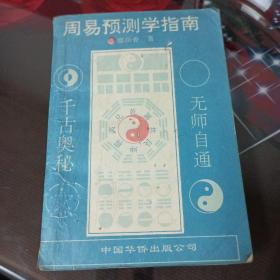 周易预测学指南
著
千古奥秘
无师自通
中国华侨出版公司